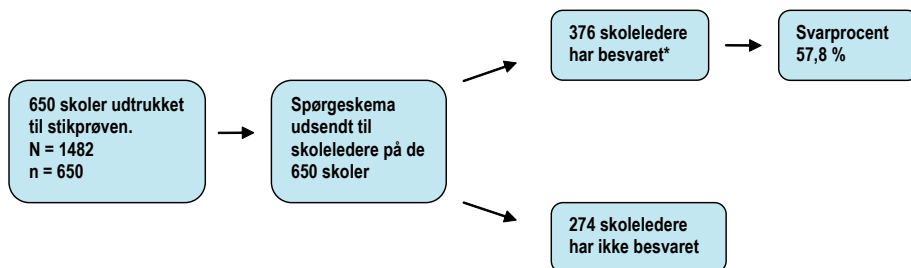 650 skoler udtrukket
til stikprøven.
N = 1482
n = 650
Spørgeskema
udsendt til
skoleledere på de
650 skoler
376 skoleledere
har besvaret*
Svarprocent
57,8 %
274 skoleledere
har ikke besvaret